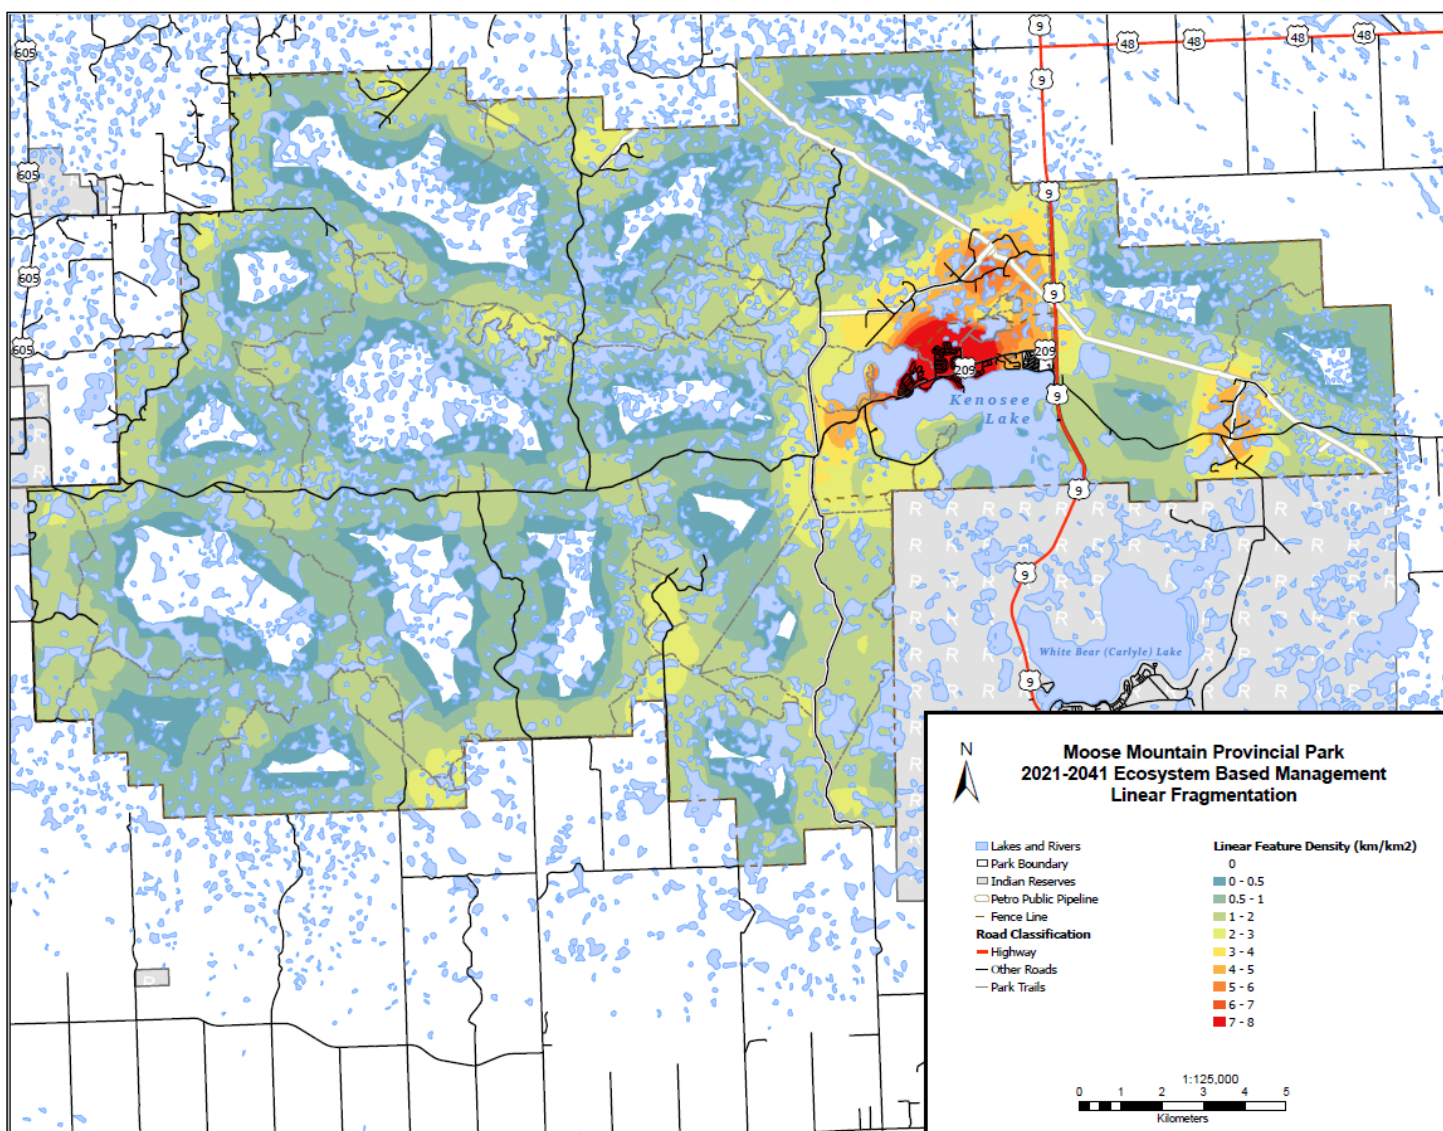 9
48
48
48
48
605
9
605
9
605
9
605
209
209
9
Kenosee
Lake
R
9
R R R R R R R R R R
R R R R R R R R R R
9
White Bear (Carlyle) Lake
9
R
Moose Mountain Provincial Park
2021-2041 Ecosystem Based Management
Linear Fragmentation
N
Lakes and Rivers
Park Boundary
Indian Reserves
Petro Public Pipeline
Fence Line
Road Classification
Highway
Other Roads
Park Trails
Linear Feature Density (km/km2)
0
0 - 0.5
0.5 - 1
1 - 2
2 - 3
3 - 4
4 - 5
5 - 6
6 - 7
7 - 8
1:125,000
0 1 2 3 4 5
Kilometers